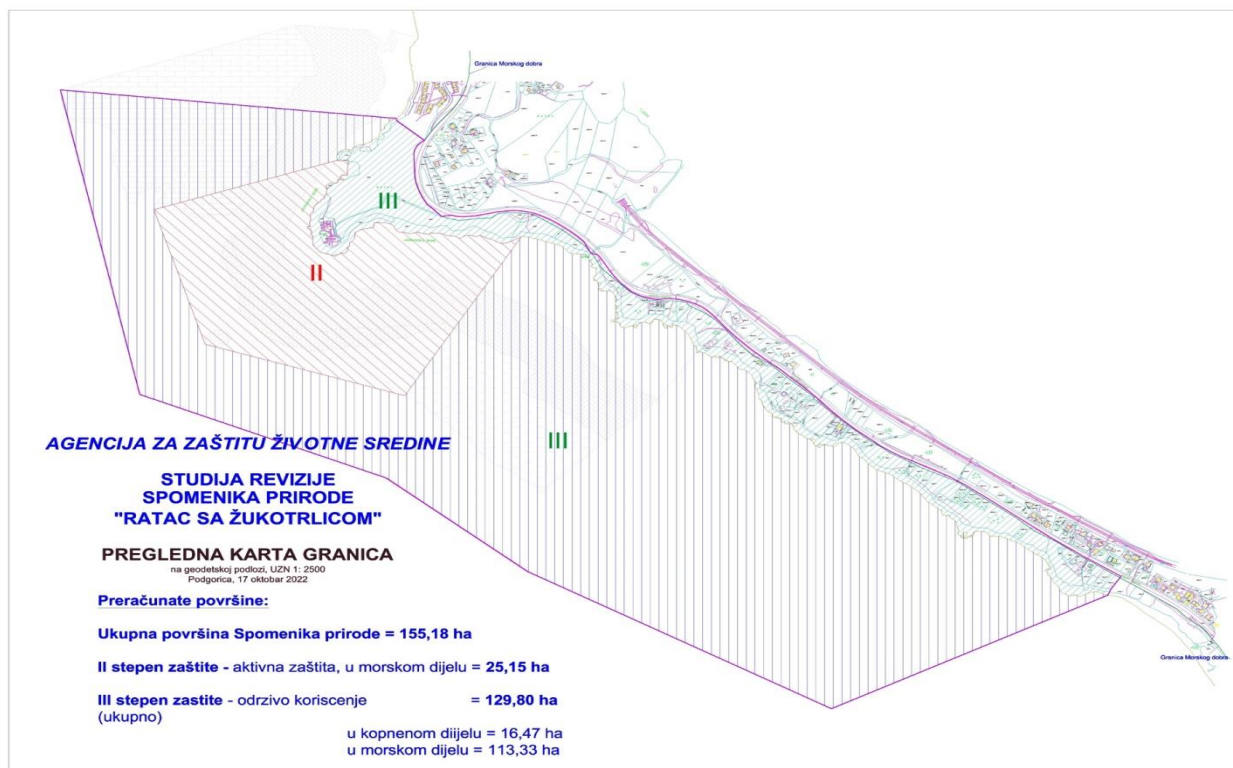 Granica Morskog dobra
III
II
III
AGENCIJA ZA ZAŠTITU ŽIVOTNE SREDINE
STUDIJA REVIZIJE
SPOMENIKA PRIRODE
"RATAC SA ŽUKOTRLICOM"
PREGLEDNA KARTA GRANICA
na geodetskoj podlozi, UZN 1: 2500
Podgorica, 17 oktobar 2022
Preračunate površine:
Ukupna površina Spomenika prirode = 155,18 ha
II stepen zaštite - aktivna zaštita, u morskom dijelu = 25,15 ha
III stepen zastite - odrzivo koriscenje = 129,80 ha
(ukupno)
u kopnenom diijelu = 16,47 ha
u morskom dijelu = 113,33 ha
Granica Morskog dobra